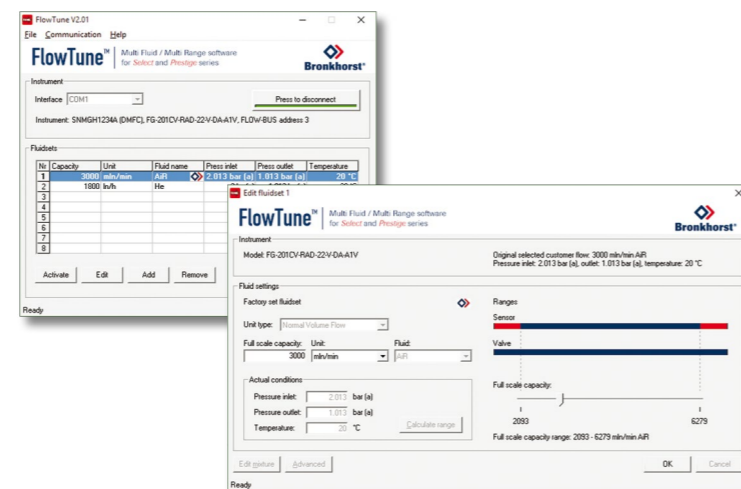 FlowTune V2.01
File Communication Help
FlowTune™ Multi Fluid / Multi Range software
for Select and Prestige series
Bronkhorst®
Instrument
Interface COM1 Press to disconnect
Instrument: SNMGH1234A (DMFC), FG-201CV-RAD-22-V-DA-A1V, FLOW-BUS address 3
Fluidsets
Nr Capacity Unit Fluid name Press inlet Press outlet Temperature
1 3000 mln/min AiR 2.013 bar (a) 1.013 bar (a) 20 °C
2 1800 ln/h He
3
4
5
6
7
8
Activate Edit Add Remove
Ready
Edit fluidset 1
FlowTune™ Multi Fluid / Multi Range software
for Select and Prestige series
Bronkhorst®
Instrument
Model: FG-201CV-RAD-22-V-DA-A1V
Original selected customer flow: 3000 mln/min AiR
Pressure inlet: 2.013 bar (a), outlet: 1.013 bar (a), temperature: 20 °C
Fluid settings
Factory set fluidset
Unit type: Normal Volume Flow
Full scale capacity: Unit: Fluid:
3000 mln/min AiR
Actual conditions
Pressure inlet: 2.013 bar (a)
Pressure outlet: 1.013 bar (a)
Temperature: 20 °C Calculate range
Ranges
Sensor
Valve
Full scale capacity:
2093 6279
Full scale capacity range: 2093 - 6279 mln/min AiR
Edit mixture Advanced OK Cancel
Ready